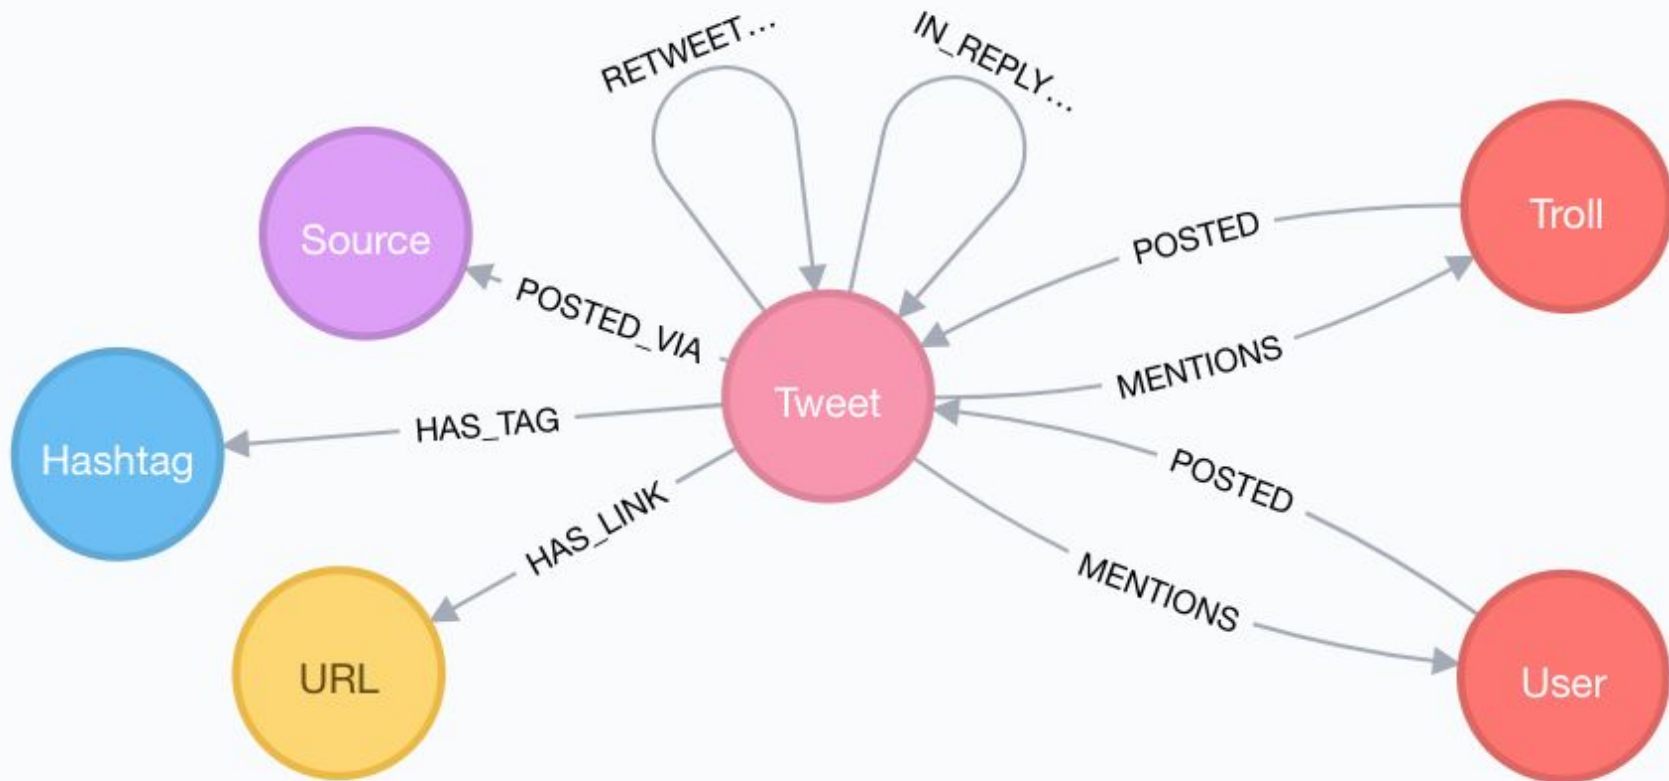 RETWEET...
IN_REPLY...
Source
Troll
POSTED
POSTED_VIA
MENTIONS
Tweet
HAS_TAG
Hashtag
POSTED
HAS_LINK
MENTIONS
URL
User